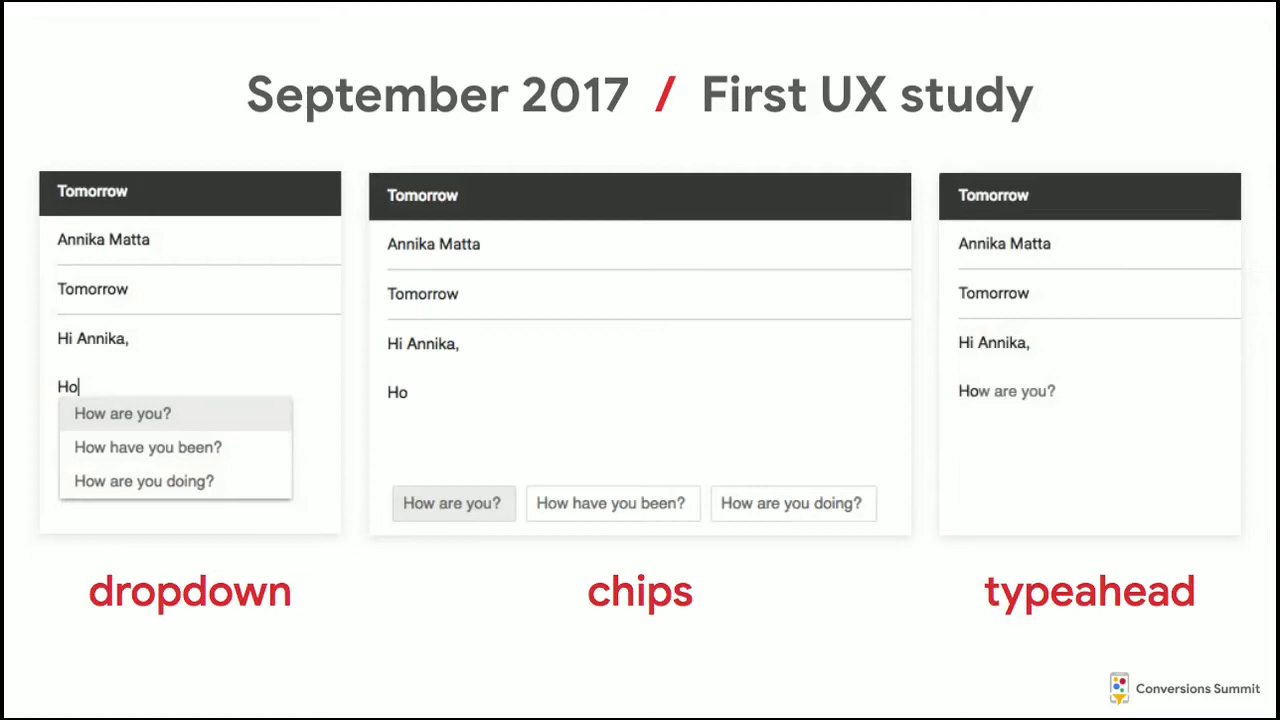 September 2017 / First UX study
Tomorrow
Annika Matta
Tomorrow
Hi Annika,
Ho
How are you?
How have you been?
How are you doing?
dropdown
Tomorrow
Annika Matta
Tomorrow
Hi Annika,
Ho
How are you? How have you been? How are you doing?
chips
Tomorrow
Annika Matta
Tomorrow
Hi Annika,
How are you?
typeahead
Conversions Summit